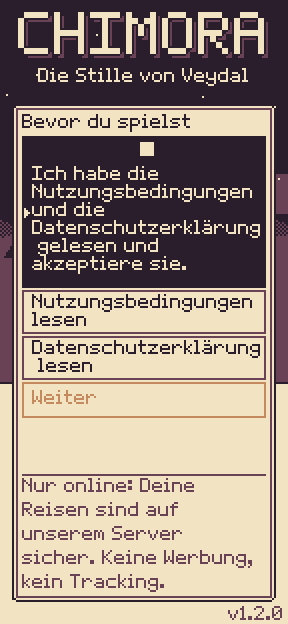 CHIMORA
Die Stille von Veydal
Bevor du spielst
Ich habe die
Nutzungsbedingungen
und die
Datenschutzerklärung
gelesen und
akzeptiere sie.
Nutzungsbedingungen
lesen
Datenschutzerklärung
lesen
Weiter
Nur online: Deine
Reisen sind auf
unserem Server
sicher. Keine Werbung,
kein Tracking.
v1.2.0